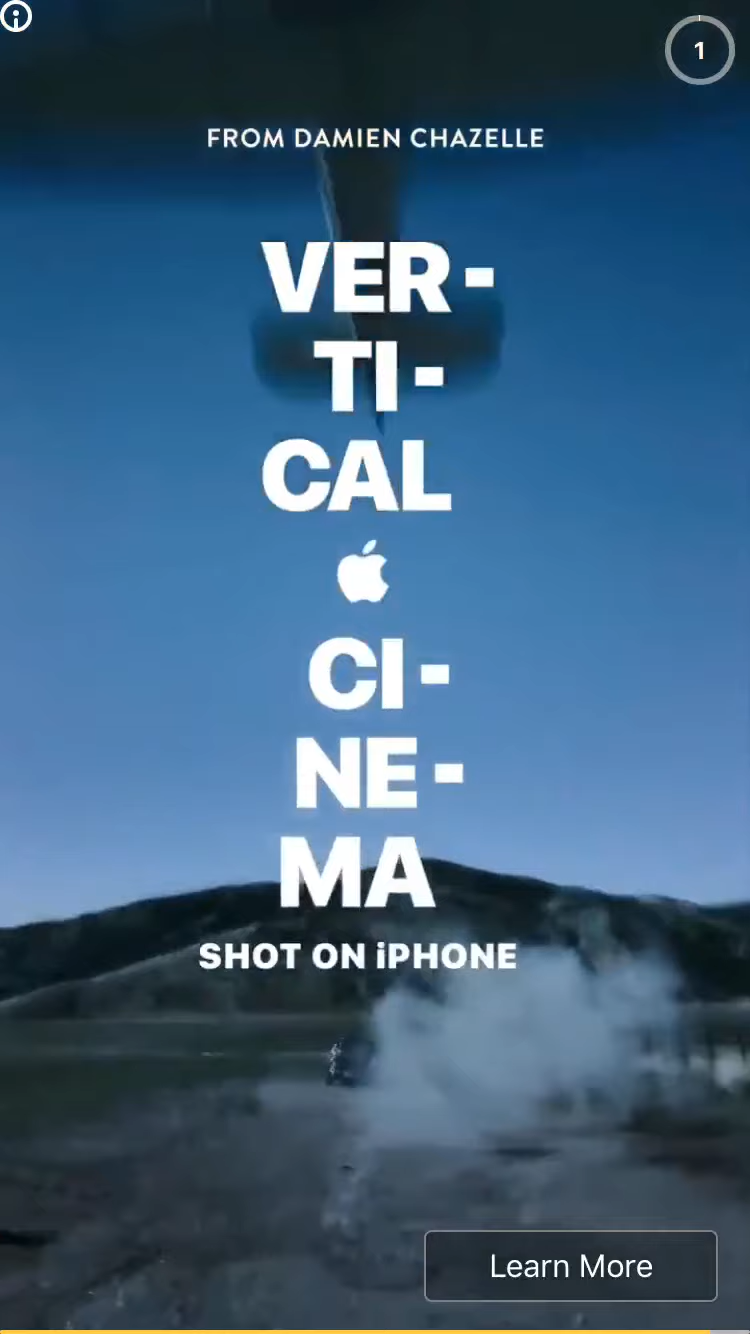 1
FROM DAMIEN CHAZELLE
VER-
TI-
CAL
CI-
NE-
MA
SHOT ON iPHONE
Learn More